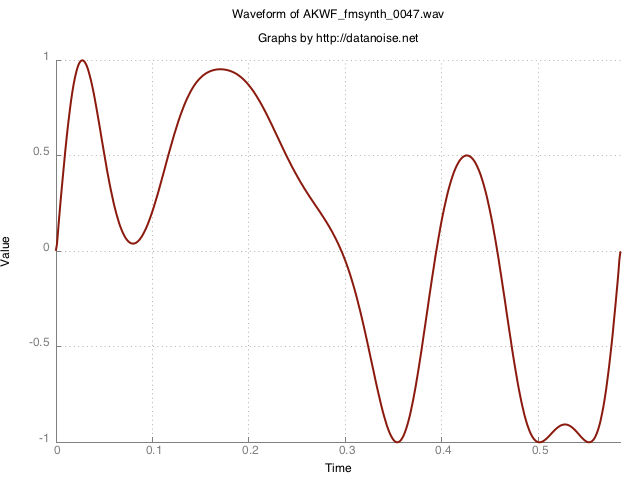 Waveform of AKWF_fmsynth_0047.wav
Graphs by http://datanoise.net
1
0.5
0
-0.5
-1
Value
0
0.1
0.2
0.3
0.4
0.5
Time